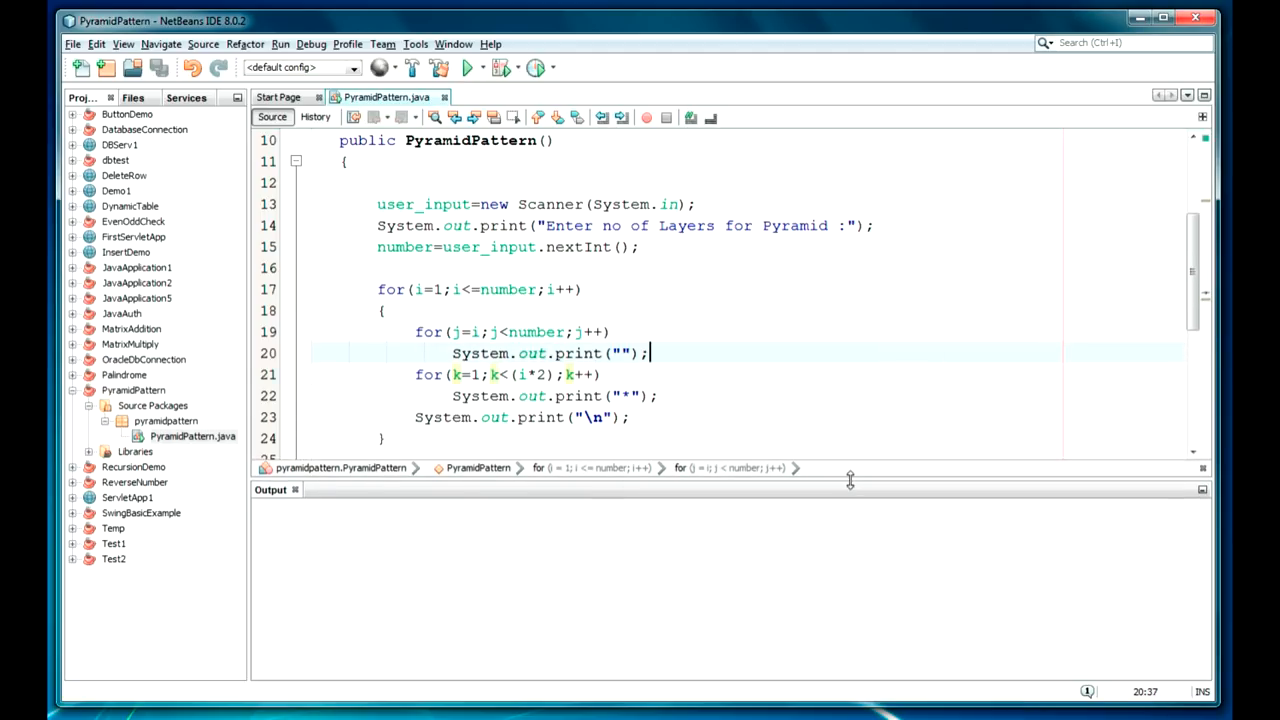 PyramidPattern - NetBeans IDE 8.0.2
File Edit View Navigate Source Refactor Run Debug Profile Team Tools Window Help
Search (Ctrl+I)
<default config>
Proj... Files Services
Start Page PyramidPattern.java
Source History
ButtonDemo
DatabaseConnection
DBServ1
dbtest
DeleteRow
Demo1
DynamicTable
EvenOddCheck
FirstServletApp
InsertDemo
JavaApplication1
JavaApplication2
JavaApplication5
JavaAuth
MatrixAddition
MatrixMultiply
OracleDbConnection
Palindrome
PyramidPattern
Source Packages
pyramidpattern
PyramidPattern.java
Libraries
RecursionDemo
ReverseNumber
ServletApp1
SwingBasicExample
Temp
Test1
Test2
10 public PyramidPattern()
11 {
12
13 user_input=new Scanner(System.in);
14 System.out.print("Enter no of Layers for Pyramid :");
15 number=user_input.nextInt();
16
17 for(i=1;i<=number;i++)
18 {
19 for(j=i;j<number;j++)
20 System.out.print("");
21 for(k=1;k<(i*2);k++)
22 System.out.print("*");
23 System.out.print("\n");
24 }
pyramidpattern.PyramidPattern PyramidPattern for (i = 1; i <= number; i++) for (j = i; j < number; j++)
Output
20:37 INS